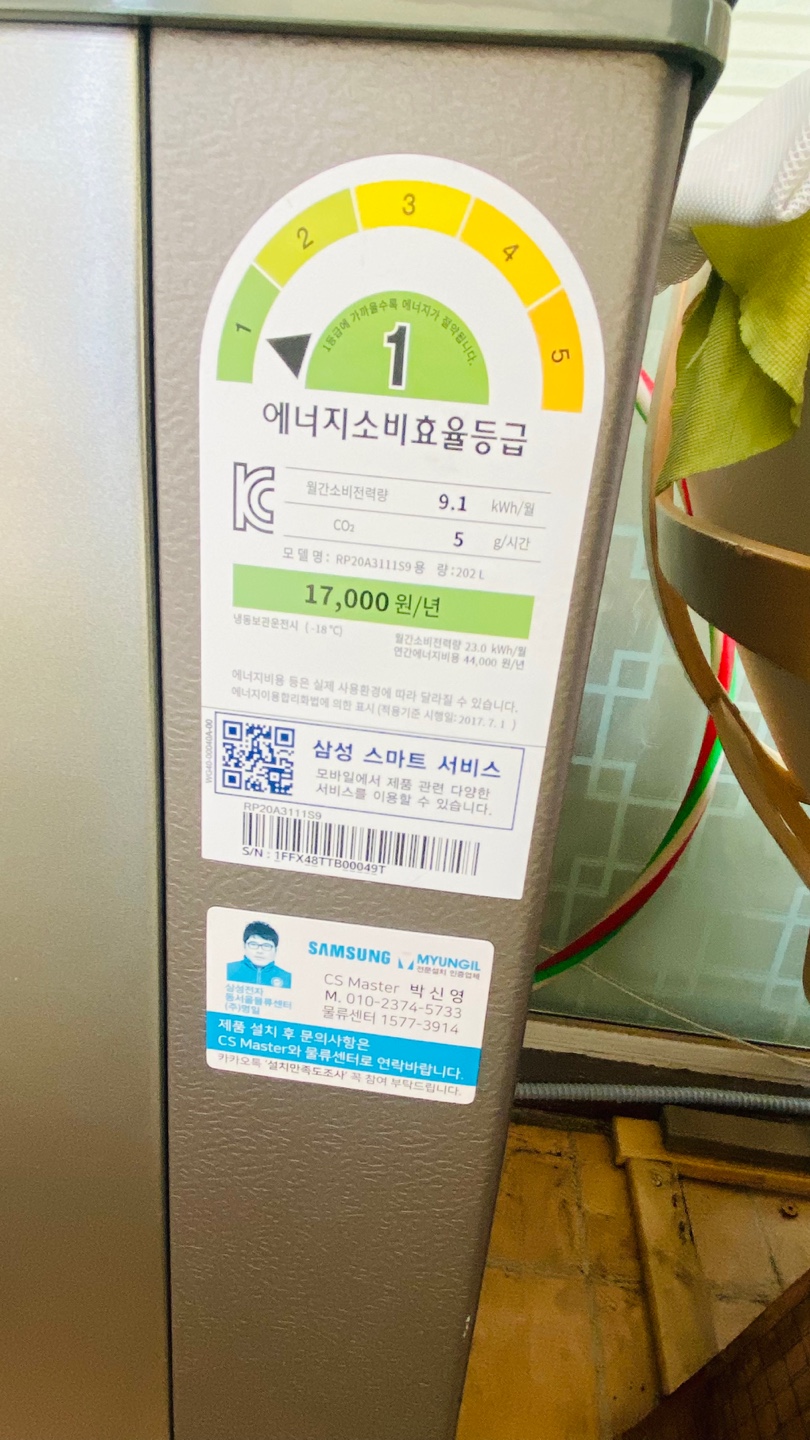 1
2
3
4
5
1등급에 가까울수록 에너지가 절약됩니다.
1
에너지소비효율등급
월간소비전력량 9.1 kWh/월
CO₂ 5 g/시간
모 델 명 : RP20A3111S9 용 량 : 202 L
17,000 원/년
냉동보관운전시 (-18℃) 월간소비전력량 23.0 kWh/월
연간에너지비용 44,000 원/년
에너지비용 등은 실제 사용환경에 따라 달라질 수 있습니다.
에너지이용합리화법에 의한 표시 (적용기준 시행일: 2017. 7. 1 )
삼성 스마트 서비스
모바일에서 제품 관련 다양한
서비스를 이용할 수 있습니다.
RP20A3111S9
S/N : 1FFX48TTB00049T
SAMSUNG MYUNGIL
전문설치 인증업체
CS Master 박 신 영
M. 010-2374-5733
물류센터 1577-3914
삼성전자
동서울물류센터
(주)명일
제품 설치 후 문의사항은
CS Master와 물류센터로 연락바랍니다.
카카오톡 '설치만족도조사' 꼭 참여 부탁드립니다.